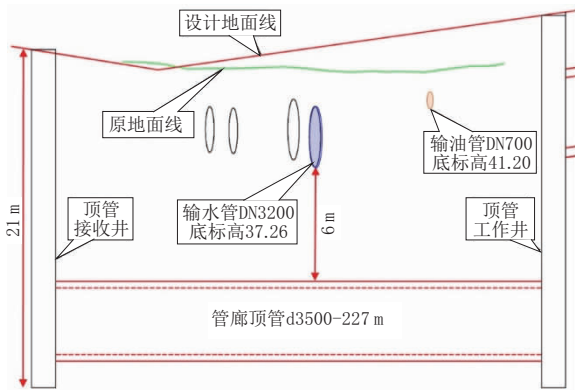 设计地面线
原地面线
输油管DN700
底标高41.20
输水管DN3200
底标高37.26
顶管
接收井
顶管
工作井
21 m
6 m
管廊顶管d3500-227 m